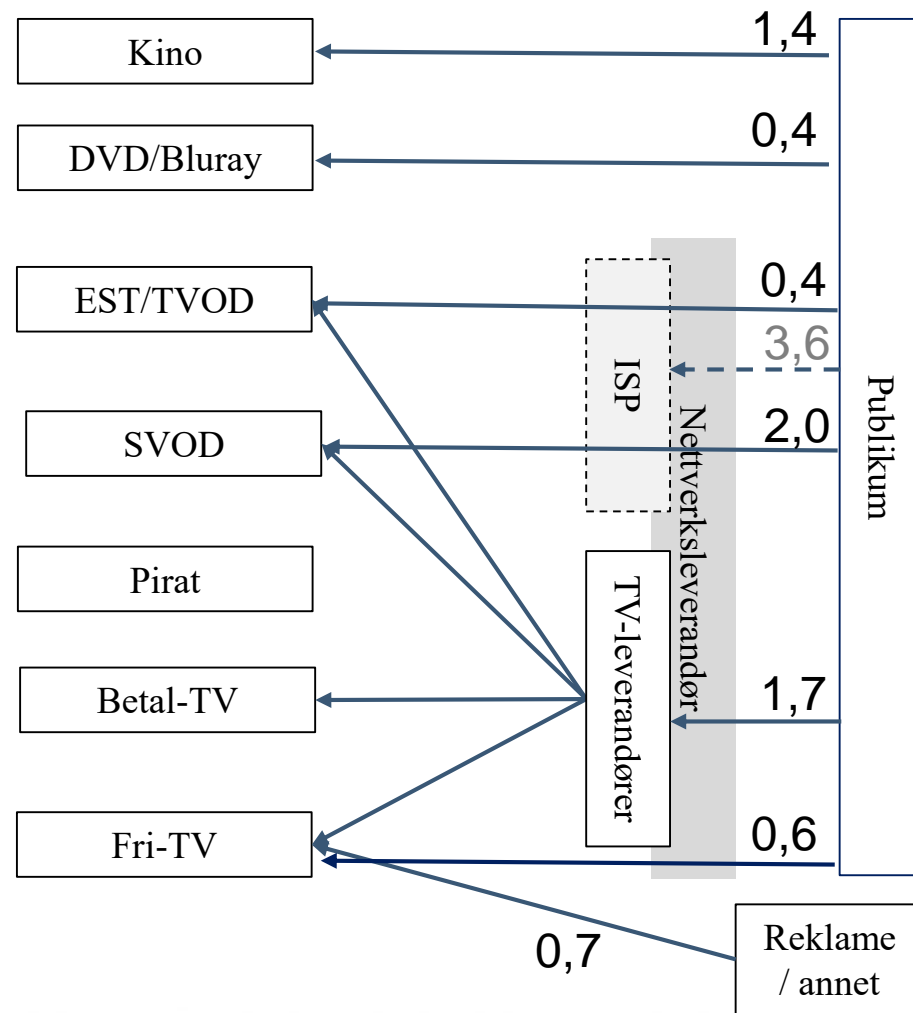 Kino
1,4
DVD/Bluray
0,4
EST/TVOD
0,4
3,6
ISP
SVOD
2,0
Nettverksleverandør
Publikum
Pirat
TV-leverandører
Betal-TV
1,7
Fri-TV
0,6
0,7
Reklame
/ annet